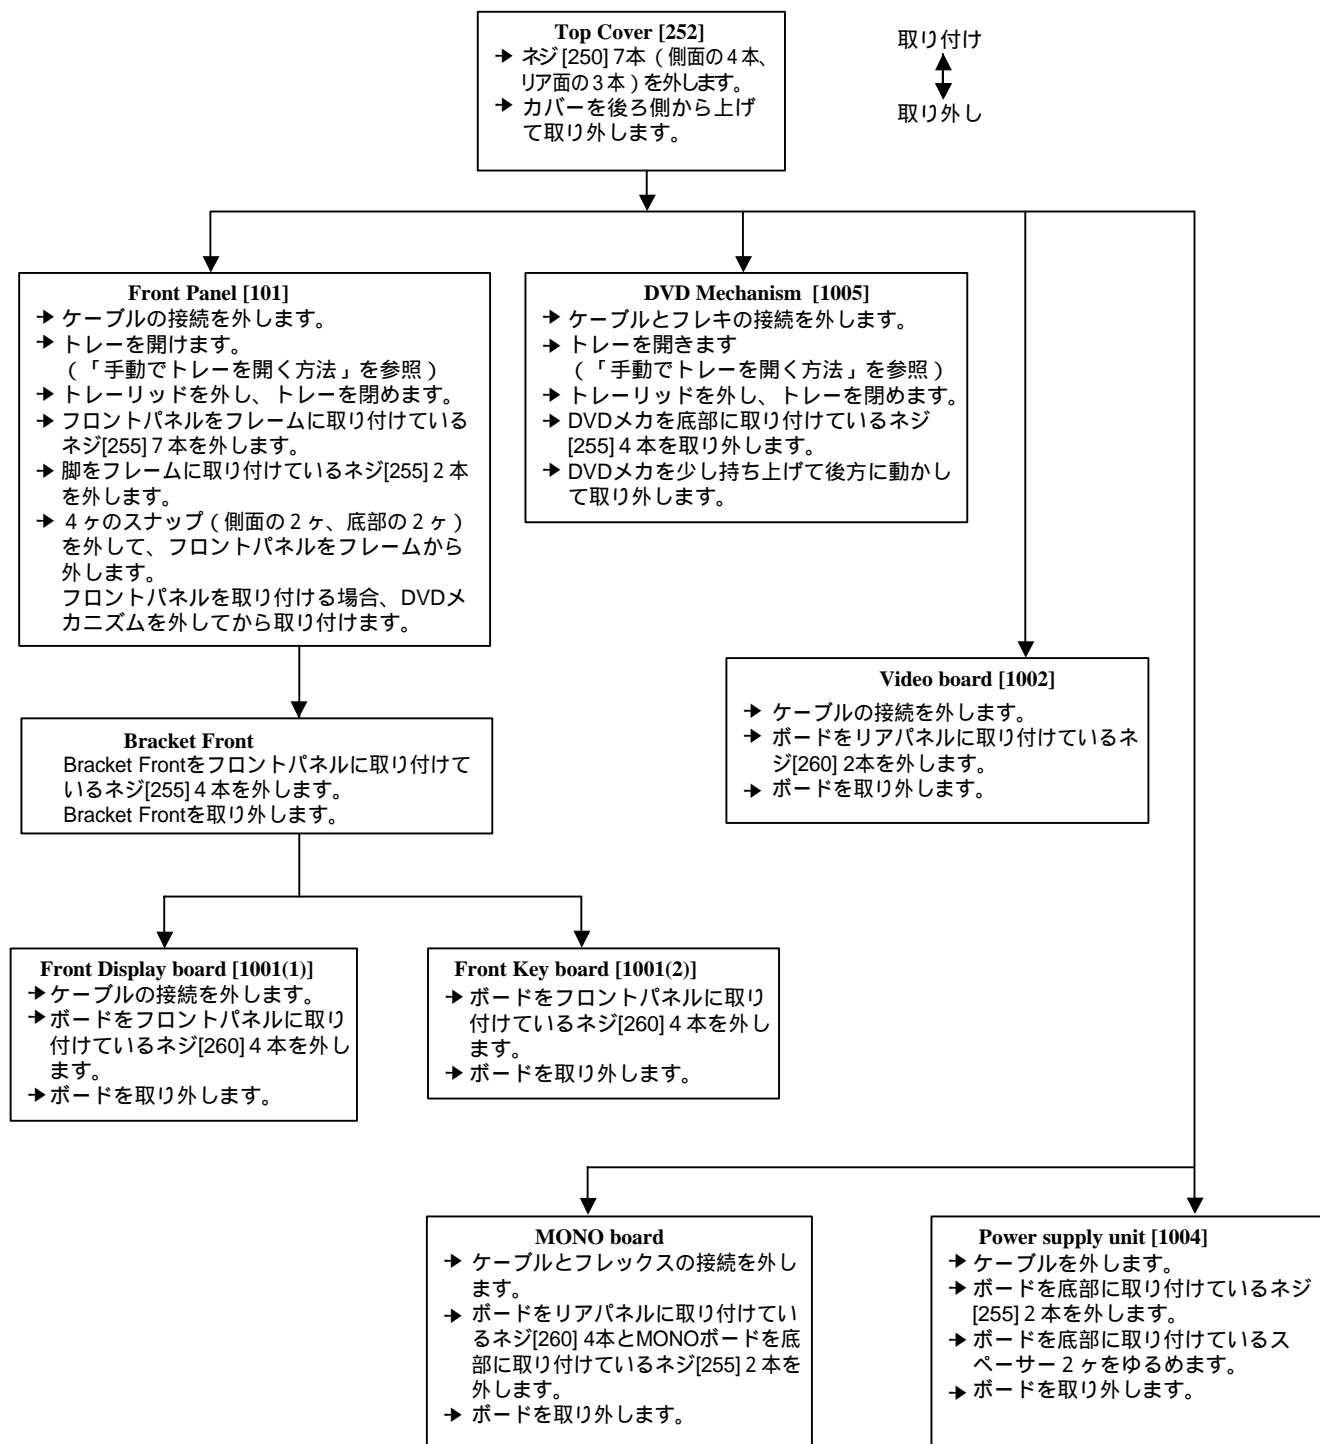 Top Cover [252]
ネジ[250] 7本(側面の4本、
リア面の3本)を外します。
カバーを後ろ側から上げ
て取り外します。
取り付け
取り外し
Front Panel [101]
ケーブルの接続を外します。
トレーを開けます。
(「手動でトレーを開く方法」を参照)
トレーリッドを外し、トレーを閉めます。
フロントパネルをフレームに取り付けている
ネジ[255] 7本を外します。
脚をフレームに取り付けているネジ[255] 2本
を外します。
4ヶのスナップ(側面の2ヶ、底部の2ヶ)
を外して、フロントパネルをフレームから
外します。
フロントパネルを取り付ける場合、DVDメ
カニズムを外してから取り付けます。
DVD Mechanism [1005]
ケーブルとフレキの接続を外します。
トレーを開きます
(「手動でトレーを開く方法」を参照)
トレーリッドを外し、トレーを閉めます。
DVDメカを底部に取り付けているネジ
[255] 4本を取り外します。
DVDメカを少し持ち上げて後方に動かし
て取り外します。
Video board [1002]
ケーブルの接続を外します。
ボードをリアパネルに取り付けているネ
ジ[260] 2本を外します。
ボードを取り外します。
Bracket Front
Bracket Frontをフロントパネルに取り付けて
いるネジ[255] 4本を外します。
Bracket Frontを取り外します。
Front Display board [1001(1)]
ケーブルの接続を外します。
ボードをフロントパネルに取り
付けているネジ[260] 4本を外し
ます。
ボードを取り外します。
Front Key board [1001(2)]
ボードをフロントパネルに取り
付けているネジ[260] 4本を外し
ます。
ボードを取り外します。
MONO board
ケーブルとフレックスの接続を外し
ます。
ボードをリアパネルに取り付けてい
るネジ[260] 4本とMONOボードを底
部に取り付けているネジ[255] 2本を
外します。
ボードを取り外します。
Power supply unit [1004]
ケーブルを外します。
ボードを底部に取り付けているネジ
[255] 2本を外します。
ボードを底部に取り付けているス
ペーサー2ヶをゆるめます。
ボードを取り外します。